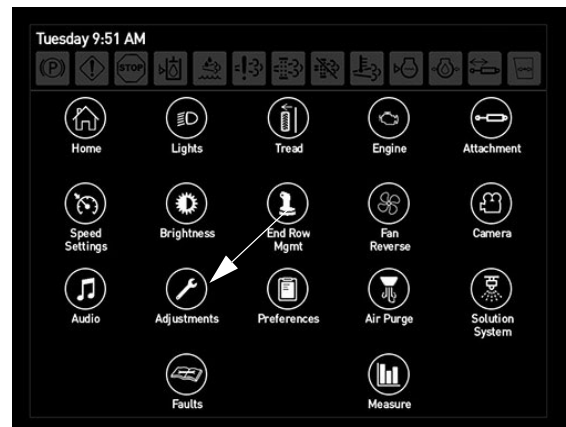 Tuesday 9:51 AM
P
STOP
Home
Lights
Tread
Engine
Attachment
Speed
Settings
Brightness
End Row
Mgmt
Fan
Reverse
Camera
Audio
Adjustments
Preferences
Air Purge
Solution
System
Faults
Measure